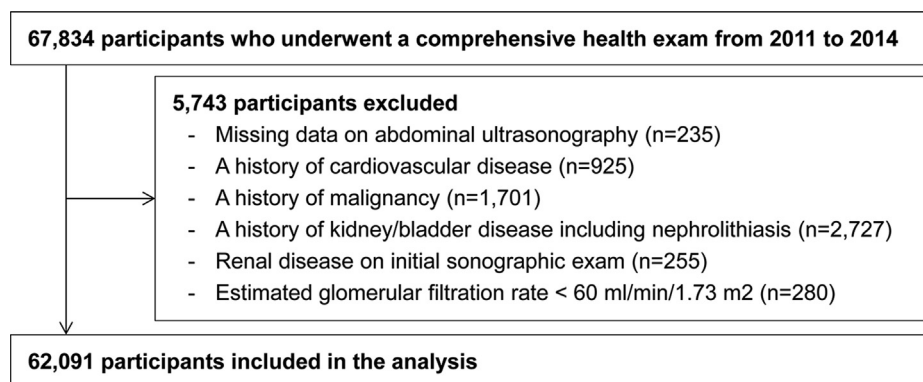 67,834 participants who underwent a comprehensive health exam from 2011 to 2014
5,743 participants excluded
- Missing data on abdominal ultrasonography (n=235)
- A history of cardiovascular disease (n=925)
- A history of malignancy (n=1,701)
- A history of kidney/bladder disease including nephrolithiasis (n=2,727)
- Renal disease on initial sonographic exam (n=255)
- Estimated glomerular filtration rate < 60 ml/min/1.73 m2 (n=280)
62,091 participants included in the analysis